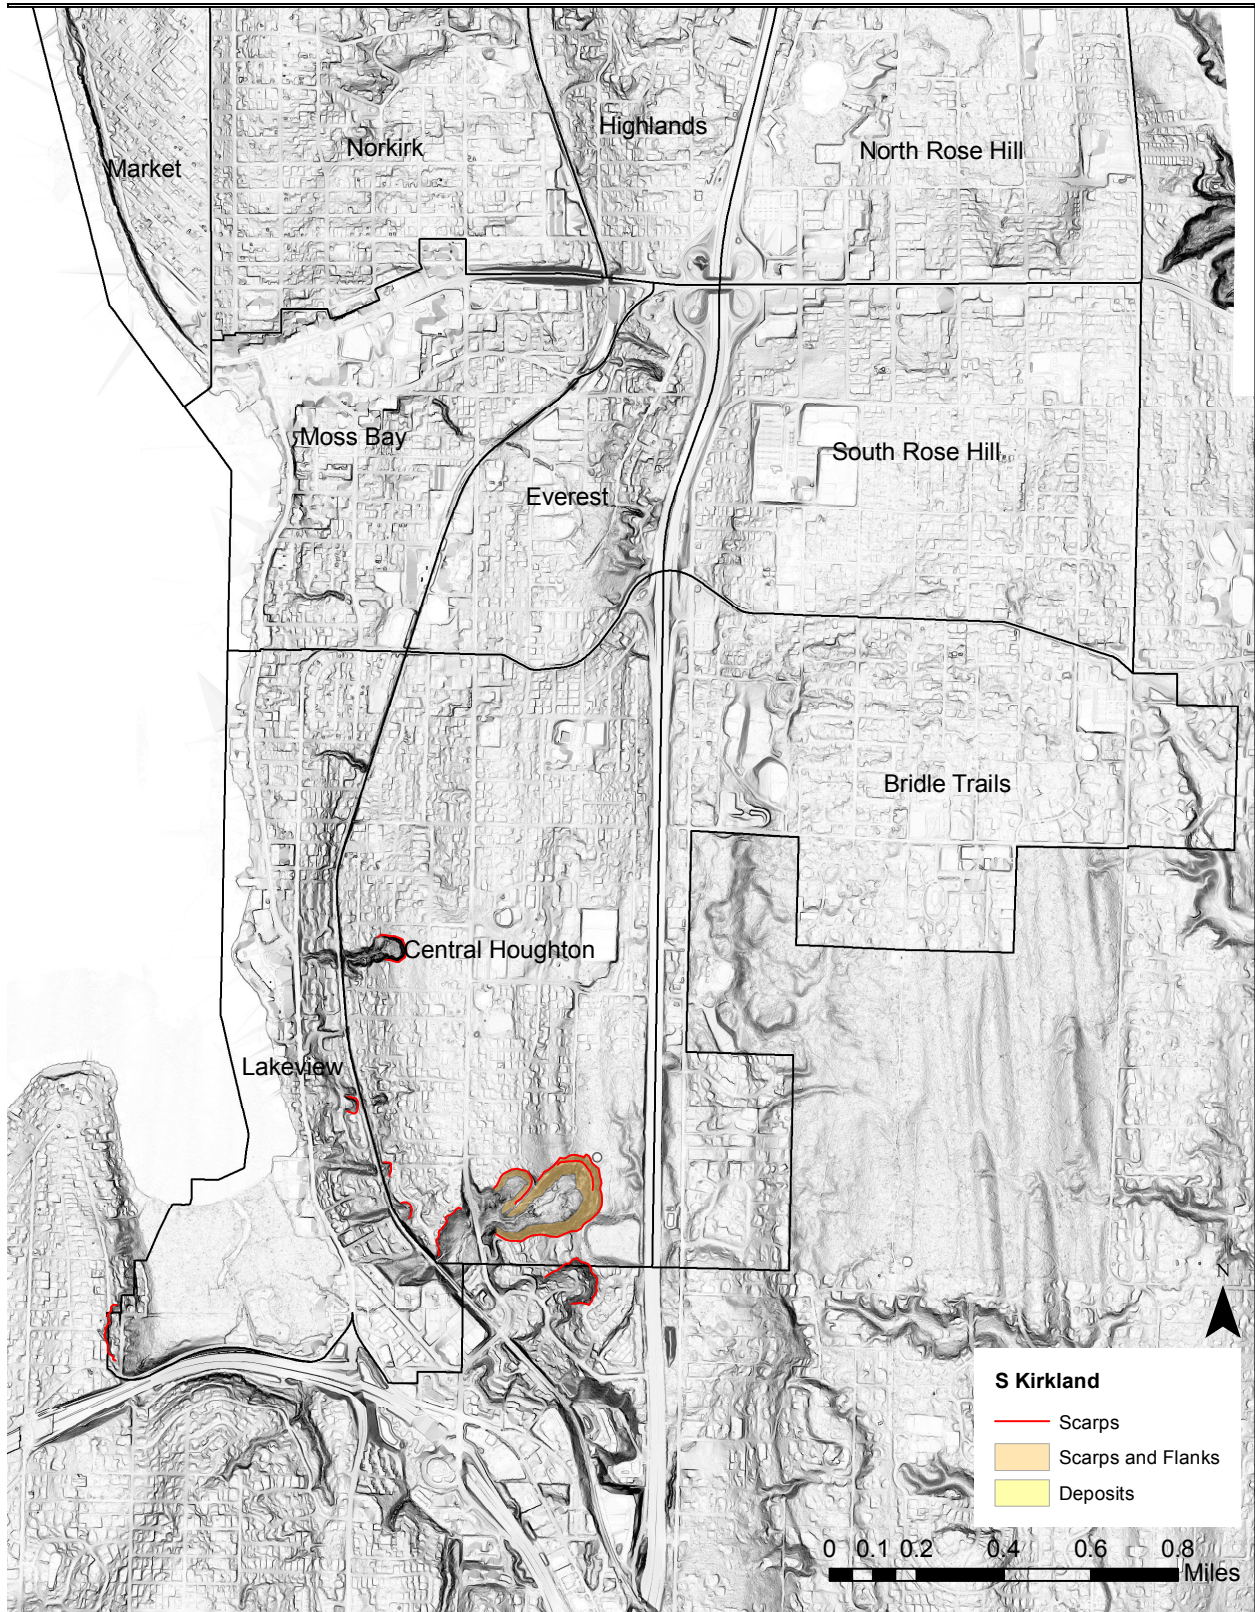 Highlands
Norkirk
North Rose Hill
Market
Moss Bay
South Rose Hill
Everest
Bridle Trails
Central Houghton
Lakeview
N
S Kirkland
Scarps
Scarps and Flanks
Deposits
0 0.1 0.2 0.4 0.6 0.8
Miles